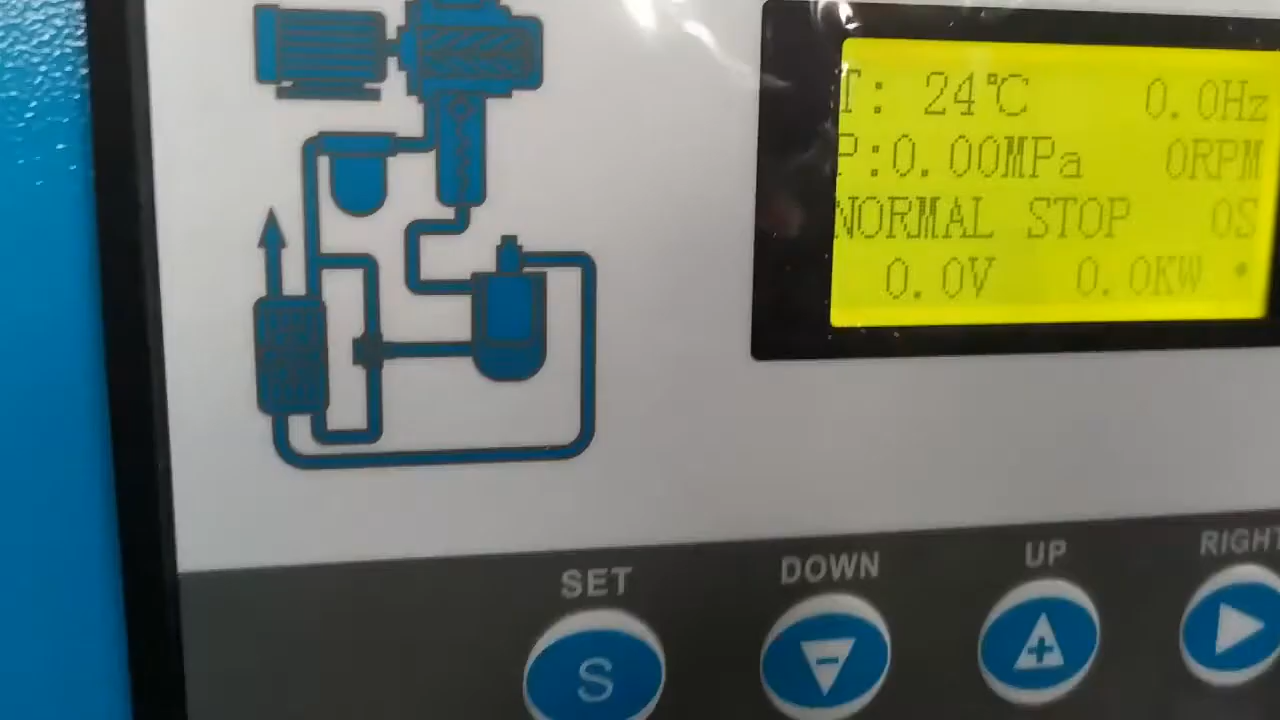 T: 24℃ 0.0Hz
P:0.00MPa 0RPM
NORMAL STOP 0S
0.0V 0.0KW
SET
DOWN
UP
RIGHT
S